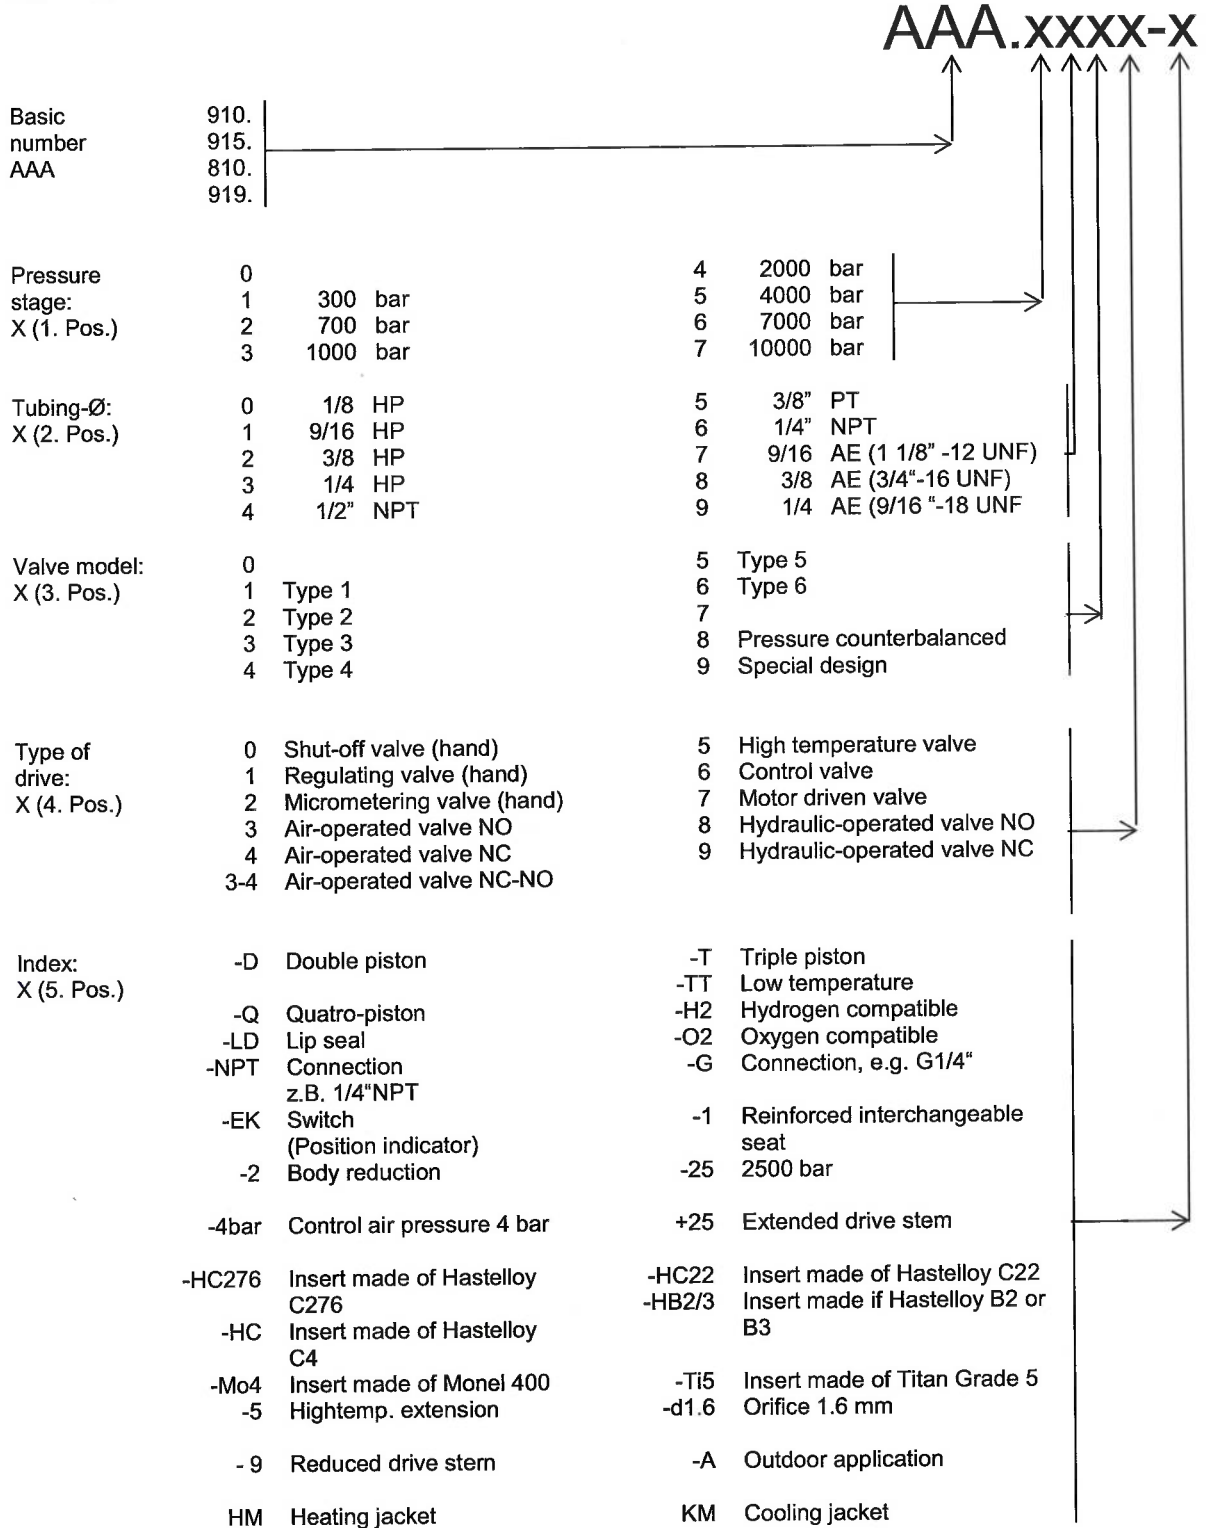 AAA.xxxx-x
Basic 910.
number 915.
AAA 810.
919.
Pressure 0 4 2000 bar
stage: 1 300 bar 5 4000 bar
X (1. Pos.) 2 700 bar 6 7000 bar
3 1000 bar 7 10000 bar
Tubing-Ø: 0 1/8 HP 5 3/8” PT
X (2. Pos.) 1 9/16 HP 6 1/4” NPT
2 3/8 HP 7 9/16 AE (1 1/8” -12 UNF)
3 1/4 HP 8 3/8 AE (3/4“-16 UNF)
4 1/2” NPT 9 1/4 AE (9/16 “-18 UNF
Valve model: 0 5 Type 5
X (3. Pos.) 1 Type 1 6 Type 6
2 Type 2 7
3 Type 3 8 Pressure counterbalanced
4 Type 4 9 Special design
Type of 0 Shut-off valve (hand) 5 High temperature valve
drive: 1 Regulating valve (hand) 6 Control valve
X (4. Pos.) 2 Micrometering valve (hand) 7 Motor driven valve
3 Air-operated valve NO 8 Hydraulic-operated valve NO
4 Air-operated valve NC 9 Hydraulic-operated valve NC
3-4 Air-operated valve NC-NO
Index: -D Double piston -T Triple piston
X (5. Pos.) -TT Low temperature
-Q Quatro-piston -H2 Hydrogen compatible
-LD Lip seal -O2 Oxygen compatible
-NPT Connection -G Connection, e.g. G1/4“
z.B. 1/4“NPT
-EK Switch -1 Reinforced interchangeable
(Position indicator) seat
-2 Body reduction -25 2500 bar
-4bar Control air pressure 4 bar +25 Extended drive stem
-HC276 Insert made of Hastelloy -HC22 Insert made of Hastelloy C22
C276 -HB2/3 Insert made if Hastelloy B2 or
-HC Insert made of Hastelloy B3
C4
-Mo4 Insert made of Monel 400 -Ti5 Insert made of Titan Grade 5
-5 Hightemp. extension -d1.6 Orifice 1.6 mm
- 9 Reduced drive stem -A Outdoor application
HM Heating jacket KM Cooling jacket